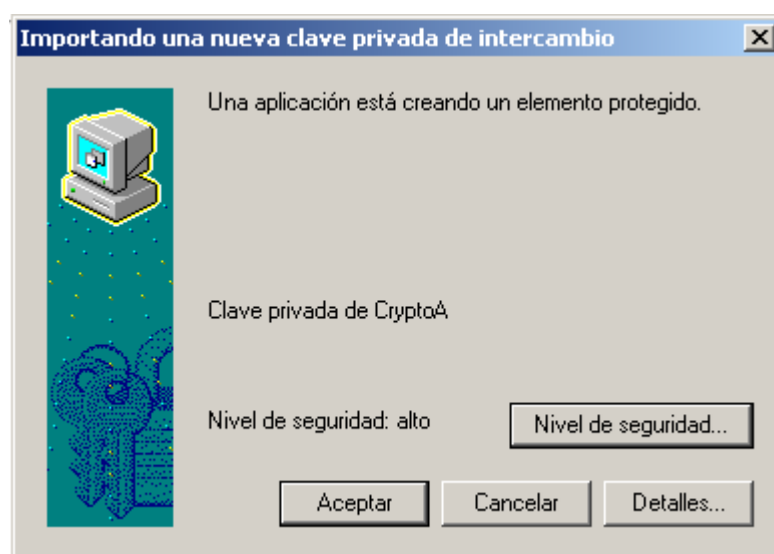 Importando una nueva clave privada de intercambio
Una aplicación está creando un elemento protegido.
Clave privada de CryptoA
Nivel de seguridad: alto
Nivel de seguridad...
Aceptar
Cancelar
Detalles...